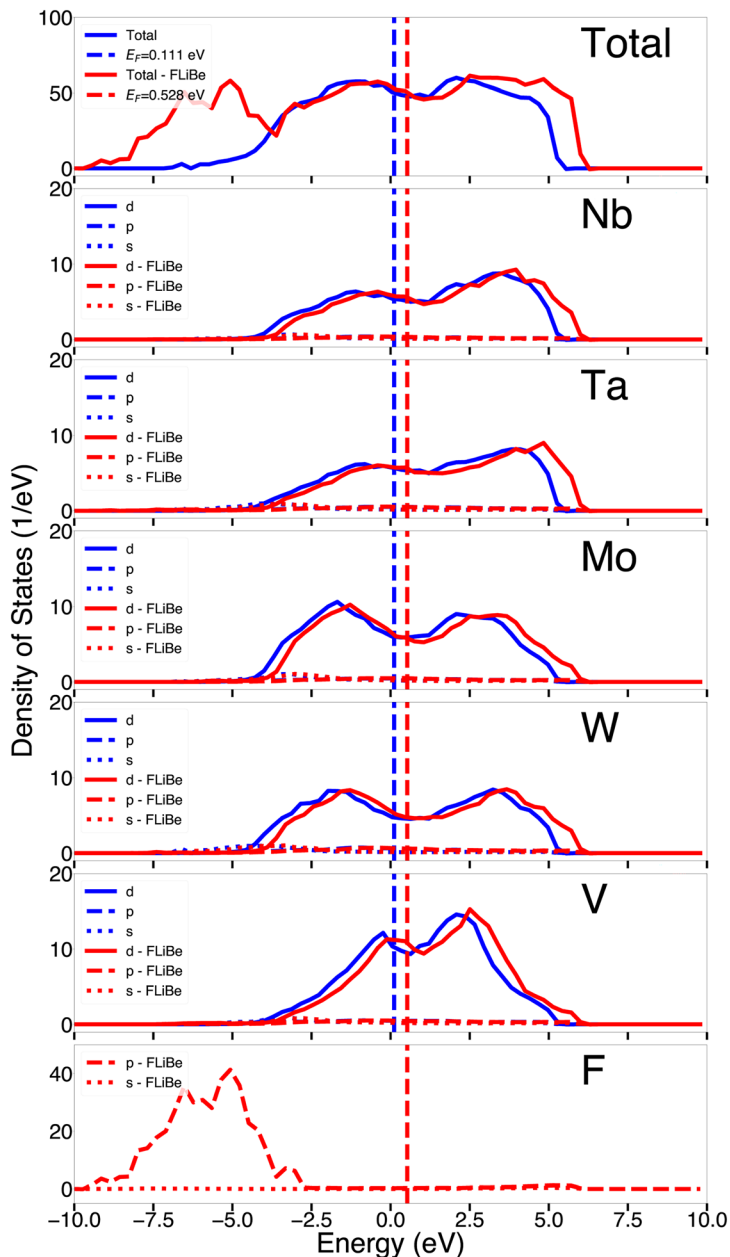 100
50
0
Total
E_F=0.111 eV
Total - FLiBe
E_F=0.528 eV
Total
20
10
0
d
p
s
d - FLiBe
p - FLiBe
s - FLiBe
Nb
20
10
0
d
p
s
d - FLiBe
p - FLiBe
s - FLiBe
Ta
20
10
0
d
p
s
d - FLiBe
p - FLiBe
s - FLiBe
Mo
20
10
0
d
p
s
d - FLiBe
p - FLiBe
s - FLiBe
W
20
10
0
d
p
s
d - FLiBe
p - FLiBe
s - FLiBe
V
40
20
0
p - FLiBe
s - FLiBe
F
−10.0 −7.5 −5.0 −2.5 0.0 2.5 5.0 7.5 10.0
Energy (eV)
Density of States (1/eV)